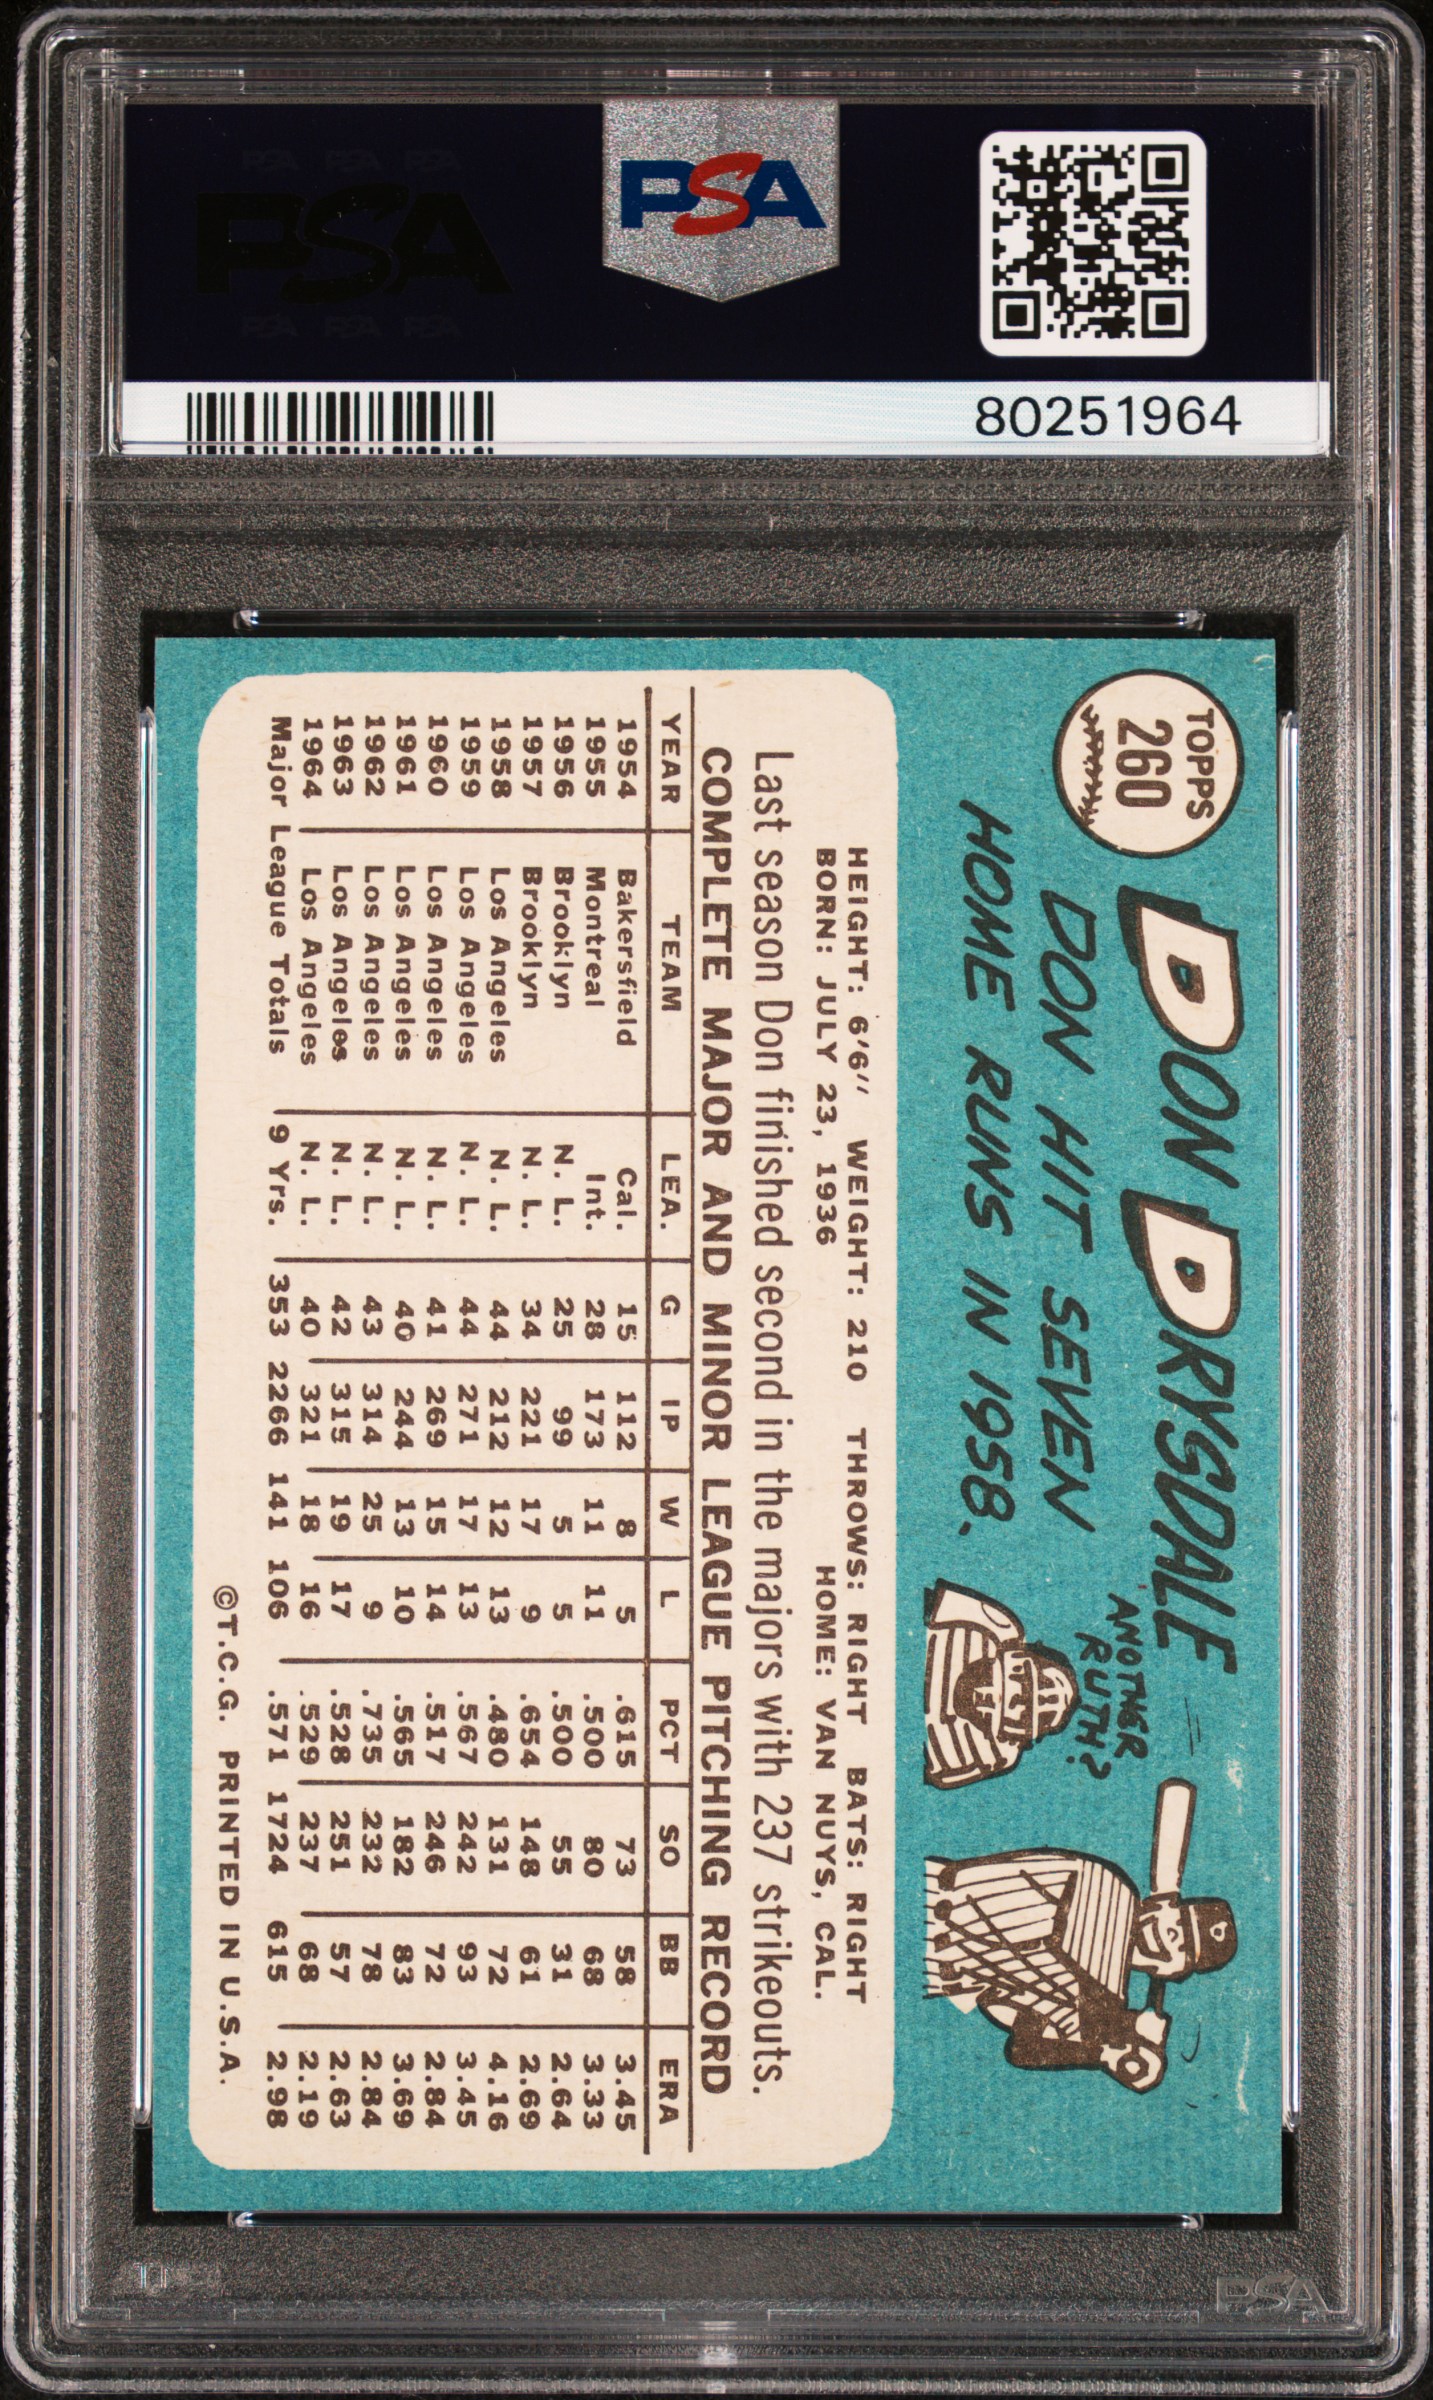 PSA
80251964
TOPPS
260
DON DRYSDALE
DON HIT SEVEN
HOME RUNS IN 1958.
ANOTHER
RUTH?
HEIGHT: 6'6" WEIGHT: 210 THROWS: RIGHT BATS: RIGHT
BORN: JULY 23, 1936 HOME: VAN NUYS, CAL.
Last season Don finished second in the majors with 237 strikeouts.
COMPLETE MAJOR AND MINOR LEAGUE PITCHING RECORD
YEAR TEAM LEA. G IP W L PCT SO BB ERA
1954 Bakersfield Cal. 15 112 8 5 .615 73 58 3.45
1955 Montreal Int. 28 173 11 11 .500 80 68 3.33
1956 Brooklyn N. L. 25 99 5 5 .500 55 31 2.64
1957 Brooklyn N. L. 34 221 17 9 .654 148 61 2.69
1958 Los Angeles N. L. 44 212 12 13 .480 131 72 4.16
1959 Los Angeles N. L. 44 271 17 13 .567 242 93 3.45
1960 Los Angeles N. L. 41 269 15 14 .517 246 72 2.84
1961 Los Angeles N. L. 40 244 13 10 .565 182 83 3.69
1962 Los Angeles N. L. 43 314 25 9 .735 232 78 2.84
1963 Los Angeles N. L. 42 315 19 17 .528 251 57 2.63
1964 Los Angeles N. L. 40 321 18 16 .529 237 68 2.19
Major League Totals 9 Yrs. 353 2266 141 106 .571 1724 615 2.98
©T.C.G. PRINTED IN U.S.A.
PSA